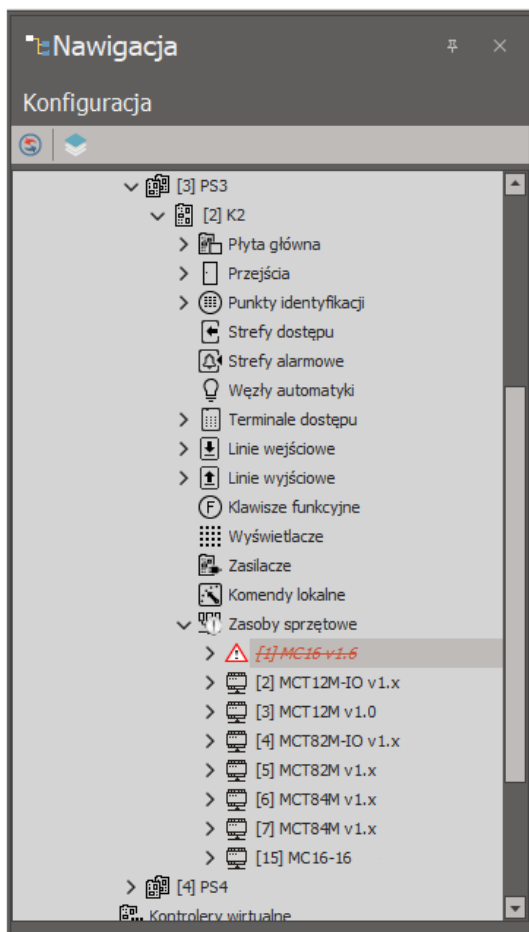 Nawigacja
Konfiguracja
[3] PS3
[2] K2
Płyta główna
Przejścia
Punkty identyfikacji
Strefy dostępu
Strefy alarmowe
Węzły automatyki
Terminale dostępu
Linie wejściowe
Linie wyjściowe
F Klawisze funkcyjne
Wyświetlacze
Zasilacze
Komendy lokalne
Zasoby sprzętowe
[1] MC16 v1.6
[2] MCT12M-IO v1.x
[3] MCT12M v1.0
[4] MCT82M-IO v1.x
[5] MCT82M v1.x
[6] MCT84M v1.x
[7] MCT84M v1.x
[15] MC16-16
[4] PS4
Kontrolery wirtualne